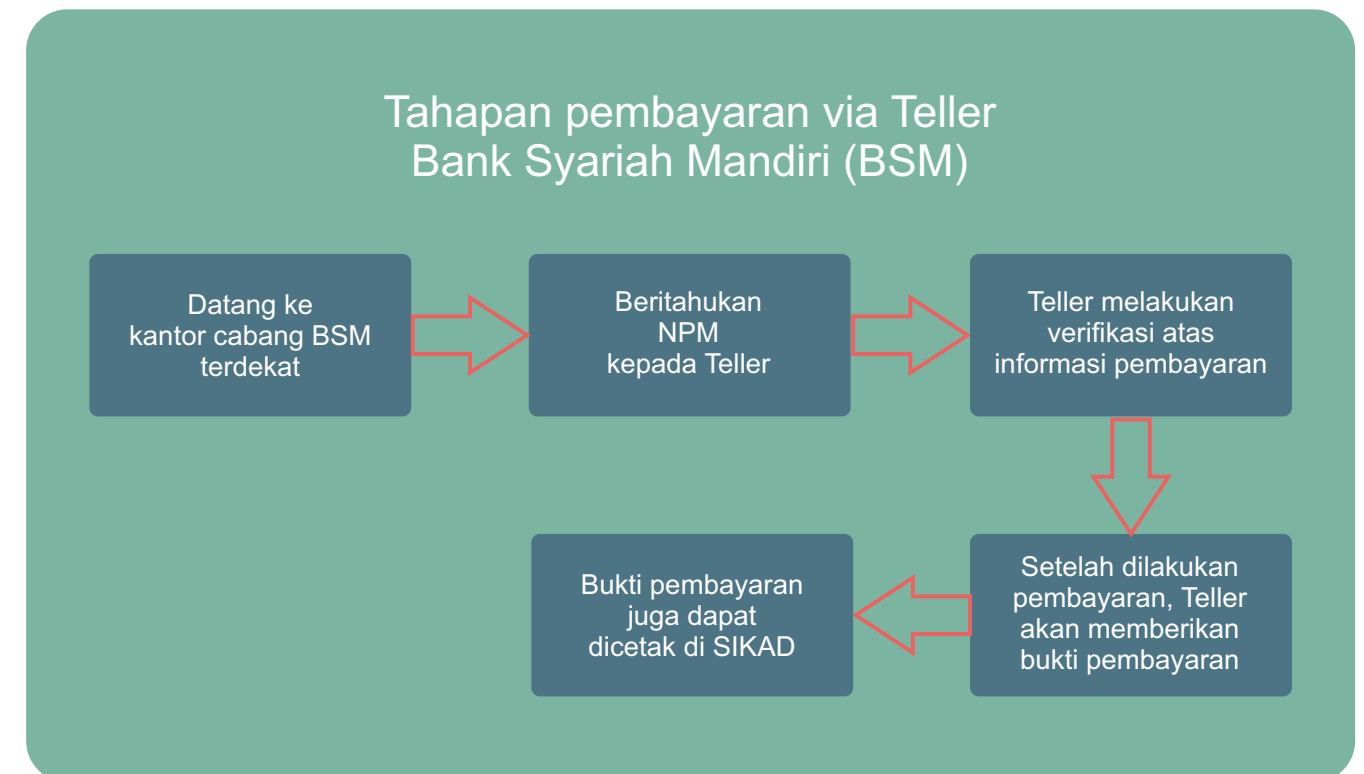 Tahapan pembayaran via Teller
Bank Syariah Mandiri (BSM)
Datang ke
kantor cabang BSM
terdekat
Beritahukan
NPM
kepada Teller
Teller melakukan
verifikasi atas
informasi pembayaran
Setelah dilakukan
pembayaran, Teller
akan memberikan
bukti pembayaran
Bukti pembayaran
juga dapat
dicetak di SIKAD